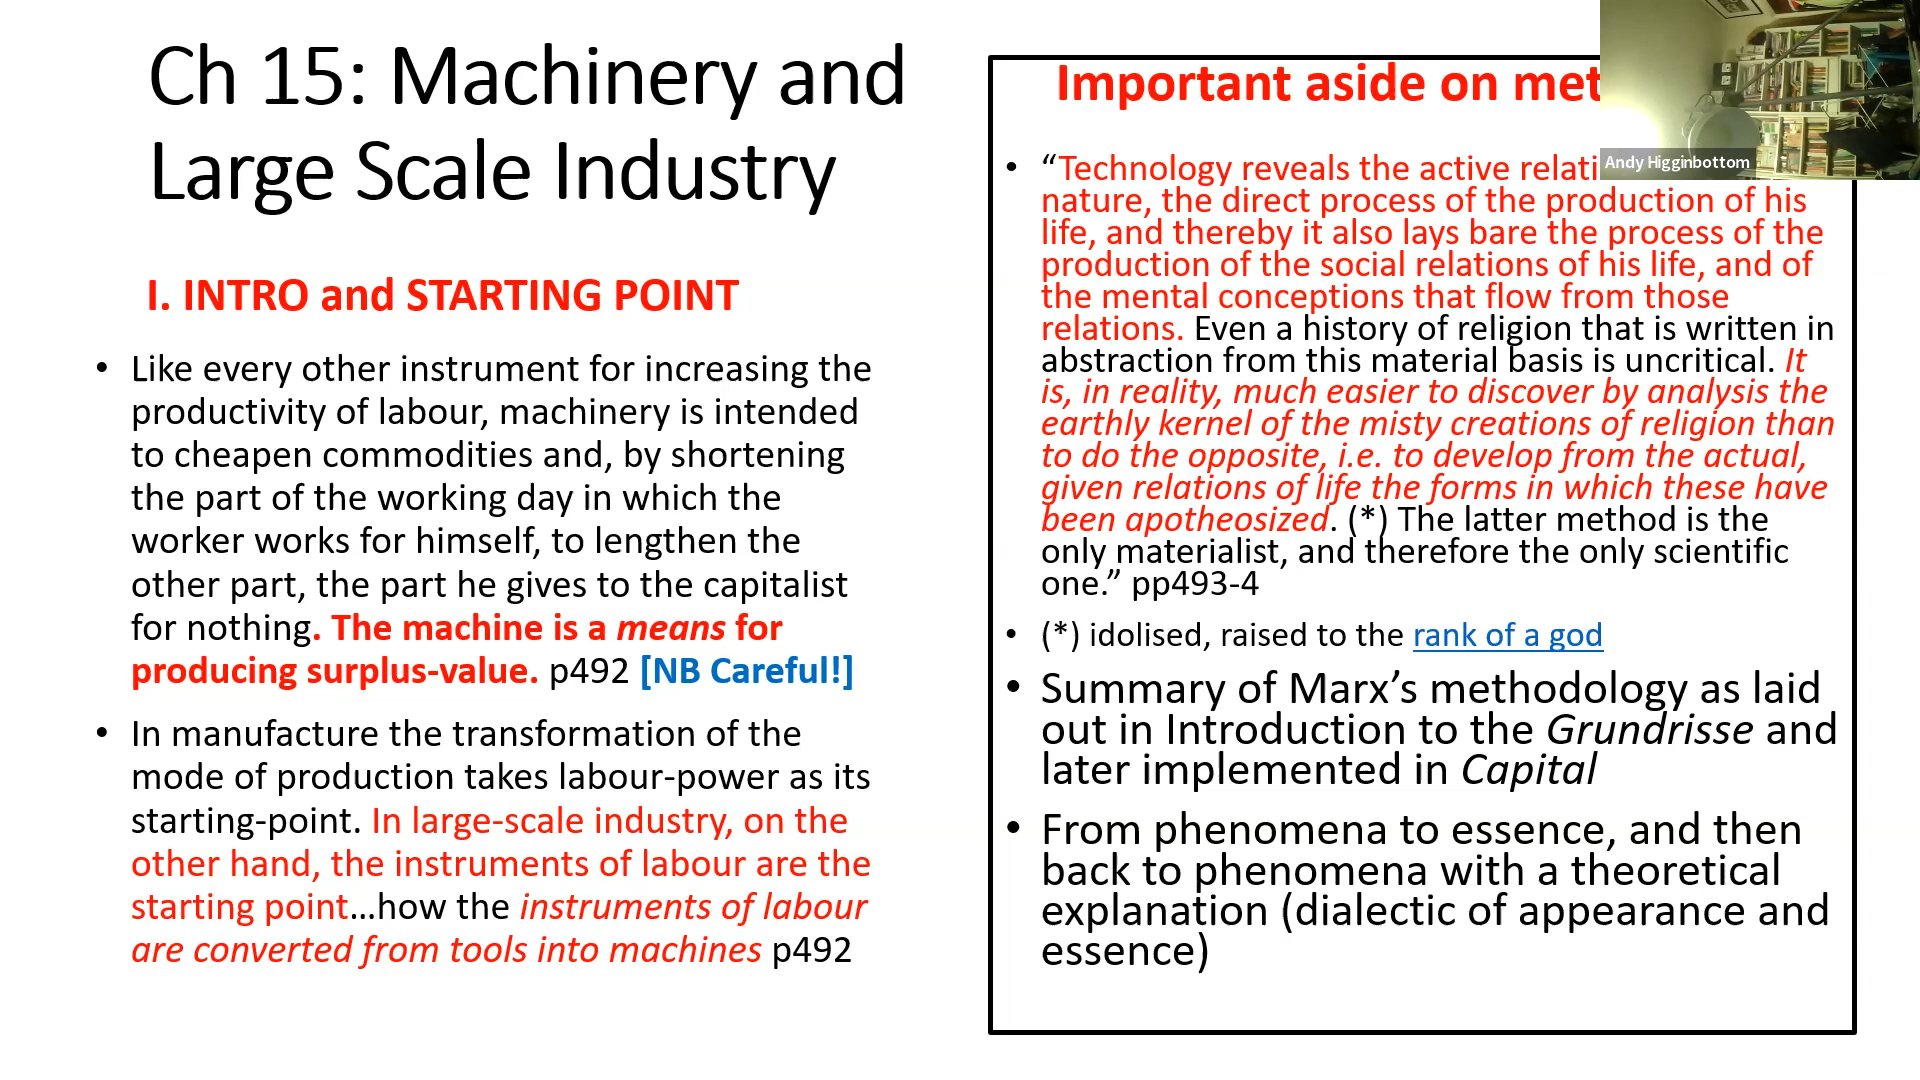 Ch 15: Machinery and
Large Scale Industry
I. INTRO and STARTING POINT
• Like every other instrument for increasing the
productivity of labour, machinery is intended
to cheapen commodities and, by shortening
the part of the working day in which the
worker works for himself, to lengthen the
other part, the part he gives to the capitalist
for nothing. The machine is a means for
producing surplus-value. p492 [NB Careful!]
• In manufacture the transformation of the
mode of production takes labour-power as its
starting-point. In large-scale industry, on the
other hand, the instruments of labour are the
starting point…how the instruments of labour
are converted from tools into machines p492
Important aside on met
• “Technology reveals the active relati
nature, the direct process of the production of his
life, and thereby it also lays bare the process of the
production of the social relations of his life, and of
the mental conceptions that flow from those
relations. Even a history of religion that is written in
abstraction from this material basis is uncritical. It
is, in reality, much easier to discover by analysis the
earthly kernel of the misty creations of religion than
to do the opposite, i.e. to develop from the actual,
given relations of life the forms in which these have
been apotheosized. (*) The latter method is the
only materialist, and therefore the only scientific
one.” pp493-4
• (*) idolised, raised to the rank of a god
• Summary of Marx’s methodology as laid
out in Introduction to the Grundrisse and
later implemented in Capital
• From phenomena to essence, and then
back to phenomena with a theoretical
explanation (dialectic of appearance and
essence)
Andy Higginbottom